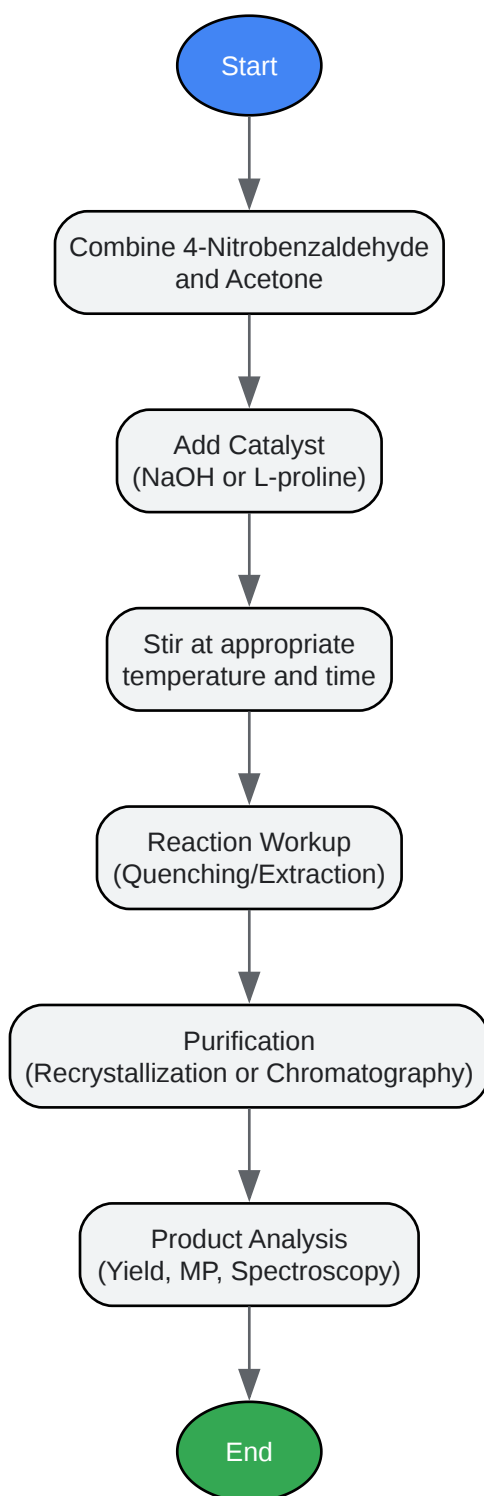 Start
Combine 4-Nitrobenzaldehyde
and Acetone
Add Catalyst
(NaOH or L-proline)
Stir at appropriate
temperature and time
Reaction Workup
(Quenching/Extraction)
Purification
(Recrystallization or Chromatography)
Product Analysis
(Yield, MP, Spectroscopy)
End